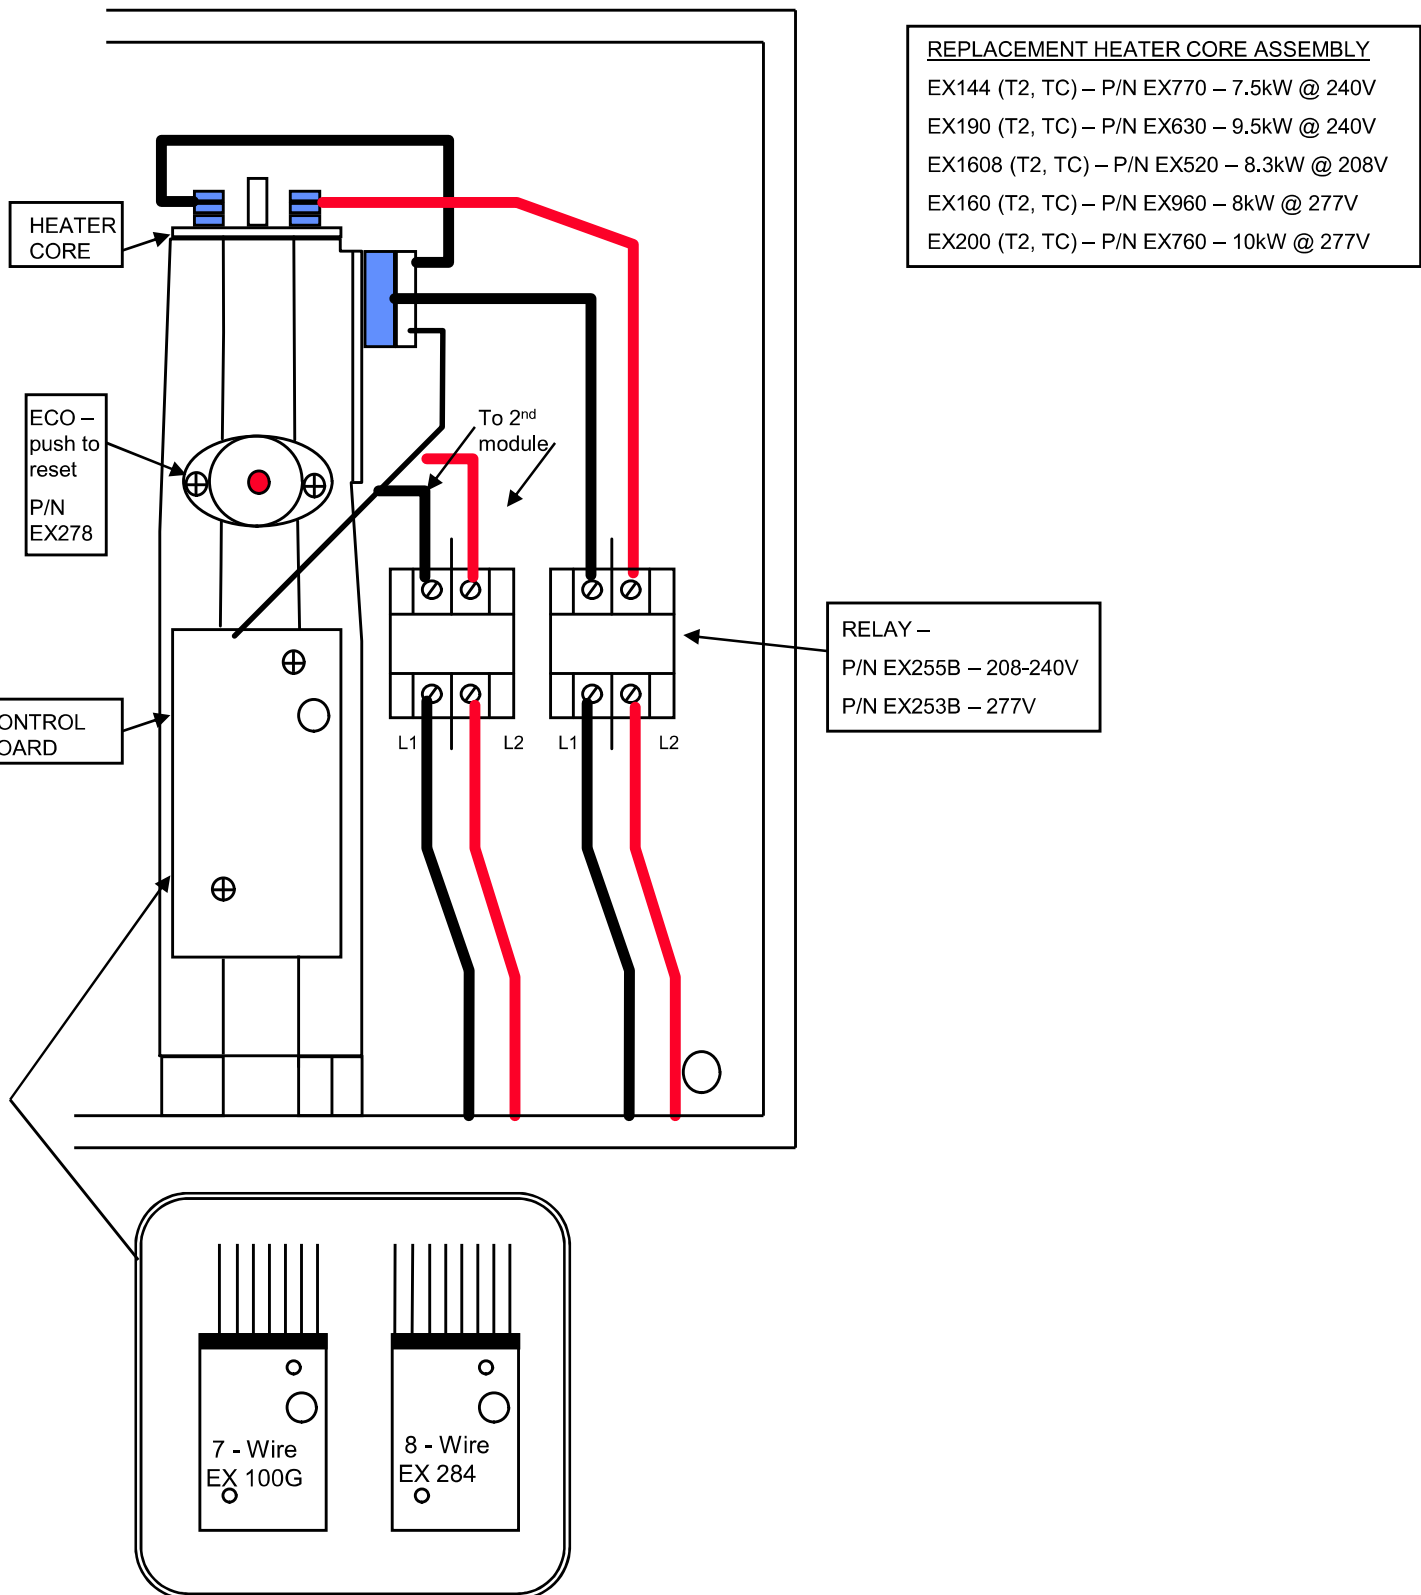 REPLACEMENT HEATER CORE ASSEMBLY
EX144 (T2, TC) – P/N EX770 – 7.5kW @ 240V
EX190 (T2, TC) – P/N EX630 – 9.5kW @ 240V
EX1608 (T2, TC) – P/N EX520 – 8.3kW @ 208V
EX160 (T2, TC) – P/N EX960 – 8kW @ 277V
EX200 (T2, TC) – P/N EX760 – 10kW @ 277V
HEATER
CORE
ECO –
push to
reset
P/N
EX278
To 2nd
module
RELAY –
P/N EX255B – 208-240V
P/N EX253B – 277V
ONTROL
OARD
L1
L2
L1
L2
7 - Wire
EX 100G
8 - Wire
EX 284